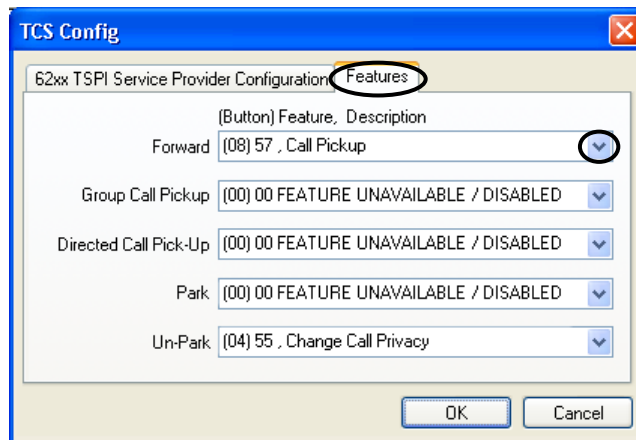 TCS Config
62xx TSPI Service Provider Configuration Features
(Button) Feature, Description
Forward (08) 57 , Call Pickup
Group Call Pickup (00) 00 FEATURE UNAVAILABLE / DISABLED
Directed Call Pick-Up (00) 00 FEATURE UNAVAILABLE / DISABLED
Park (00) 00 FEATURE UNAVAILABLE / DISABLED
Un-Park (04) 55 , Change Call Privacy
OK Cancel